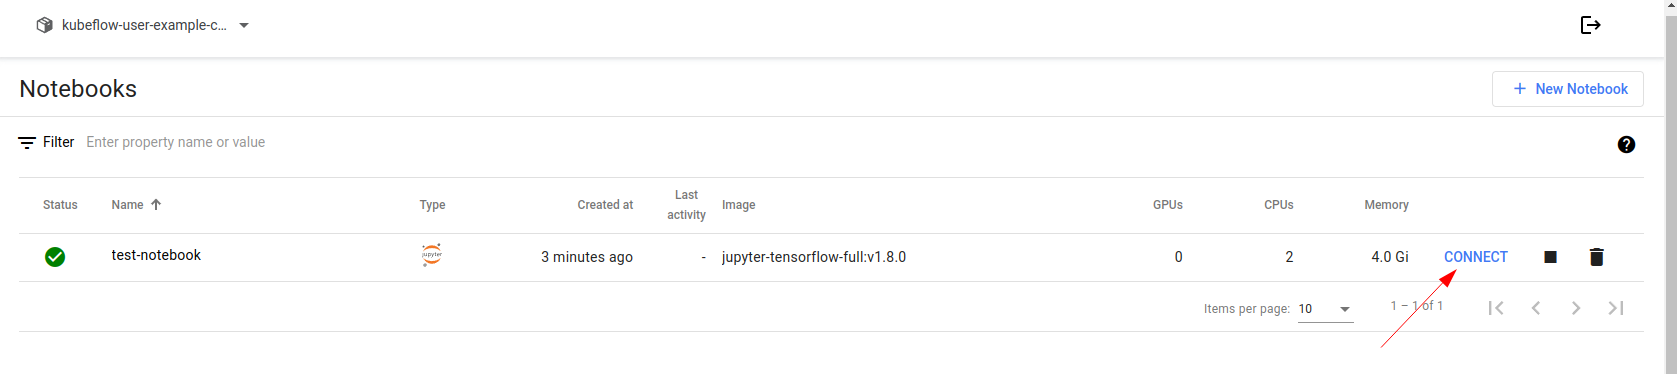 kubeflow-user-example-c...
Notebooks
+ New Notebook
Filter Enter property name or value
Status Name Type Created at Last activity Image GPUs CPUs Memory
test-notebook jupyter 3 minutes ago - jupyter-tensorflow-full:v1.8.0 0 2 4.0 Gi CONNECT
Items per page: 10 1 – 1 of 1